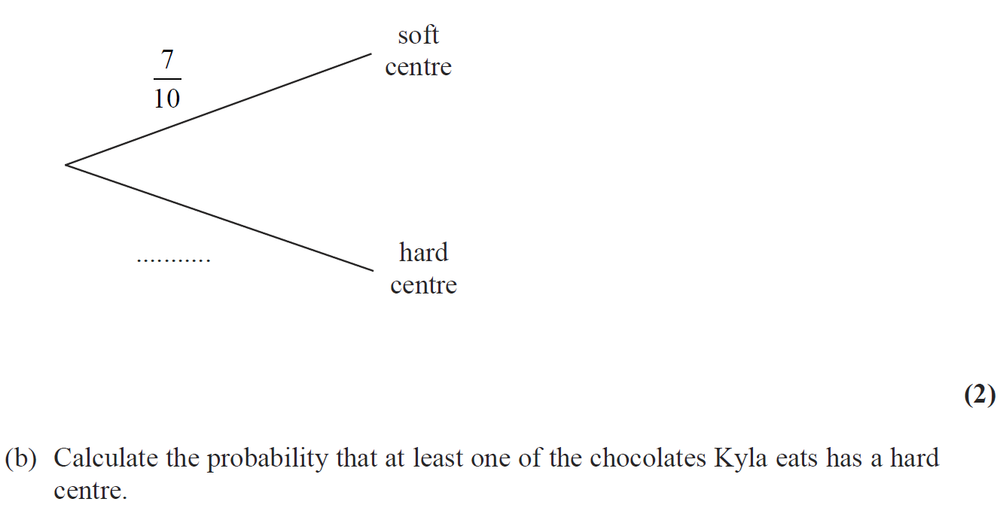 soft
centre
7
10
...........
hard
centre
(2)
(b) Calculate the probability that at least one of the chocolates Kyla eats has a hard
centre.